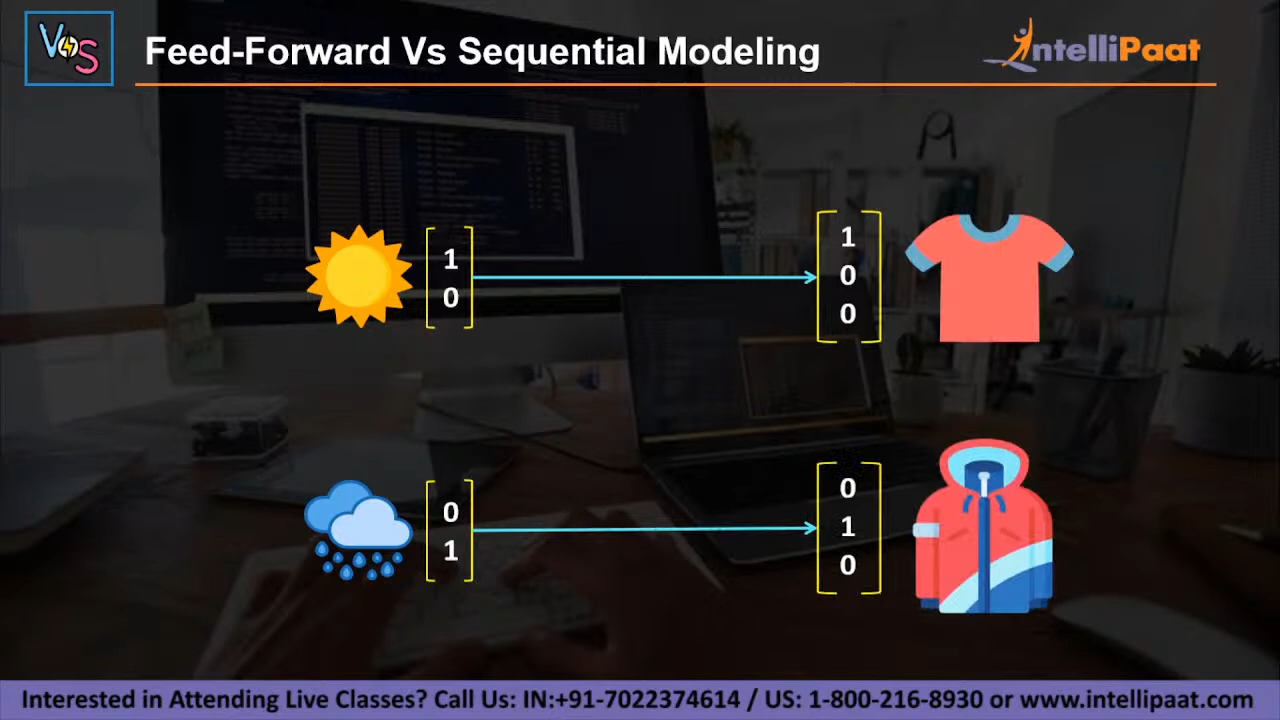 VS
Feed-Forward Vs Sequential Modeling
IntelliPaat
1
0
1
0
0
0
1
0
1
0
Interested in Attending Live Classes? Call Us: IN:+91-7022374614 / US: 1-800-216-8930 or www.intellipaat.com